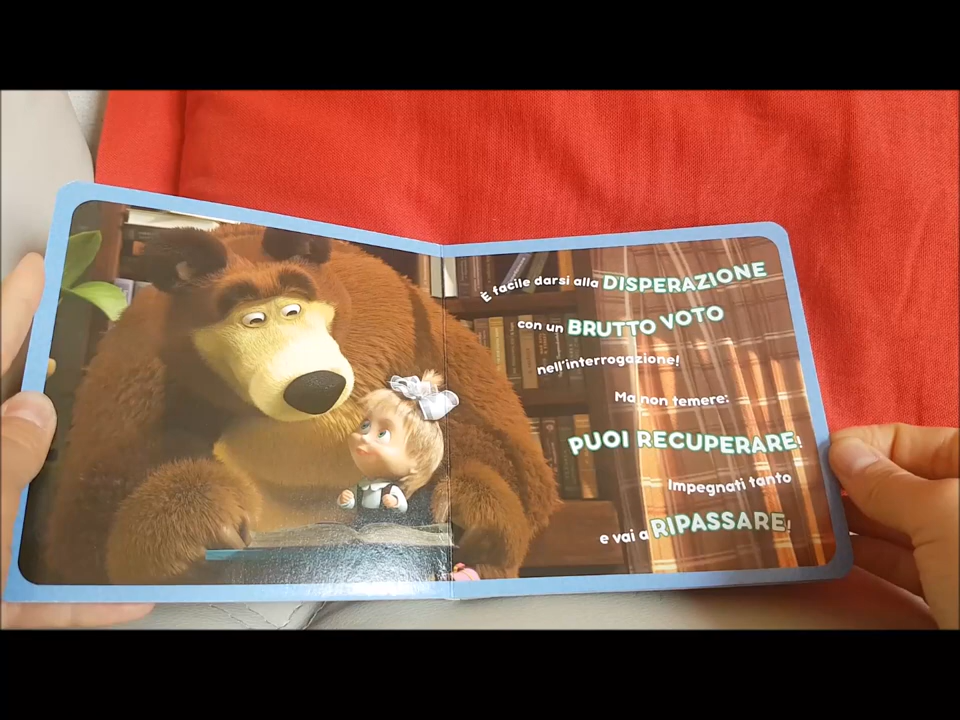 È facile darsi alla DISPERAZIONE
con un BRUTTO VOTO
nell'interrogazione!
Ma non temere:
PUOI RECUPERARE!
Impegnati tanto
e vai a RIPASSARE!